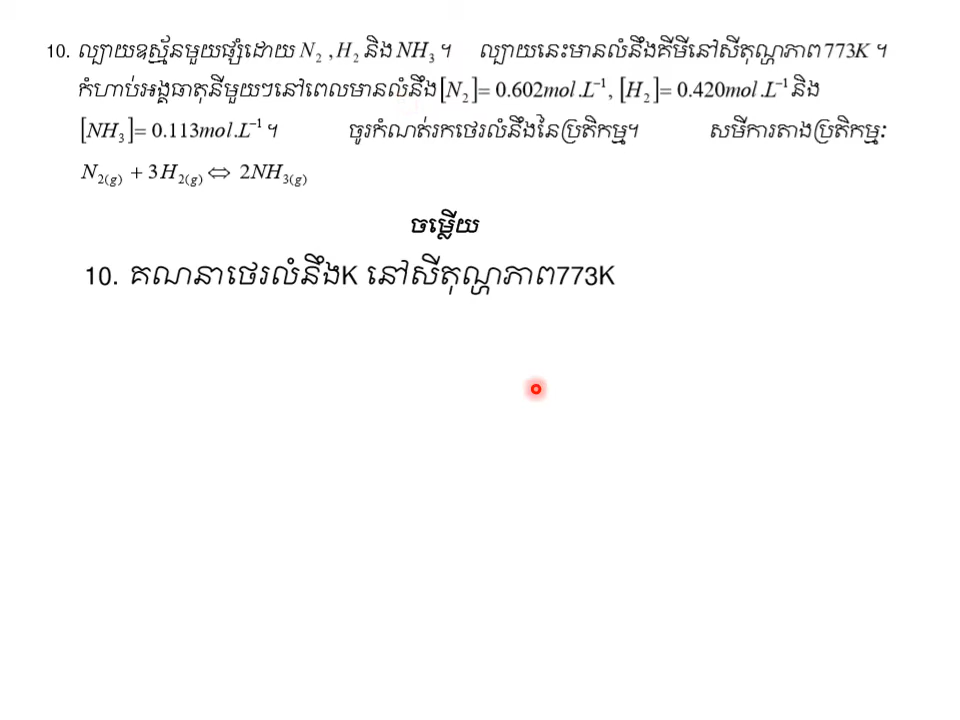 10. ល្បាយឧស្ម័នមួយផ្សំដោយ N₂ , H₂ និង NH₃ ។ ល្បាយនេះមានលំនឹងគីមីនៅសីតុណ្ហភាព 773K ។
កំហាប់អង្គធាតុនីមួយៗនៅពេលមានលំនឹង [N₂]= 0.602mol.L⁻¹, [H₂]= 0.420mol.L⁻¹ និង
[NH₃]= 0.113mol.L⁻¹ ។ ចូរកំណត់រកថេរលំនឹងនៃប្រតិកម្ម។ សមីការតាងប្រតិកម្មៈ
N₂₍g₎ + 3H₂₍g₎ ⇔ 2NH₃₍g₎
ចម្លើយ
10. គណនាថេរលំនឹងK នៅសីតុណ្ហភាព773K